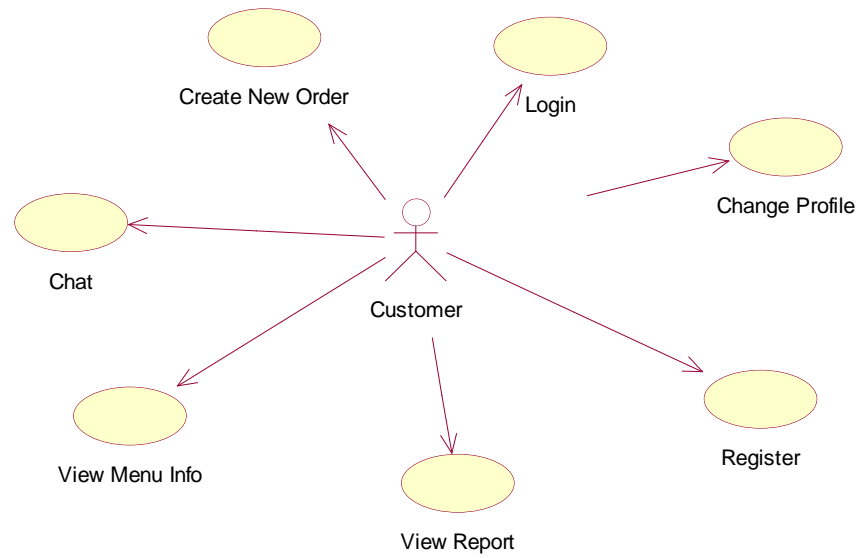 Create New Order
Login
Change Profile
Chat
Customer
View Menu Info
Register
View Report